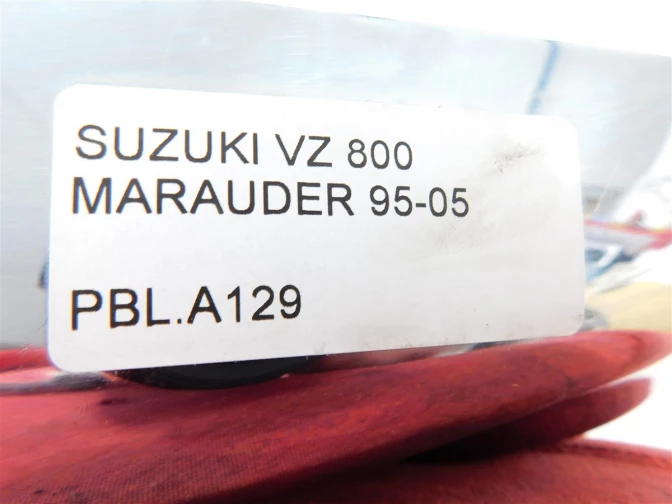 SUZUKI VZ 800
MARAUDER 95-05
PBL.A129